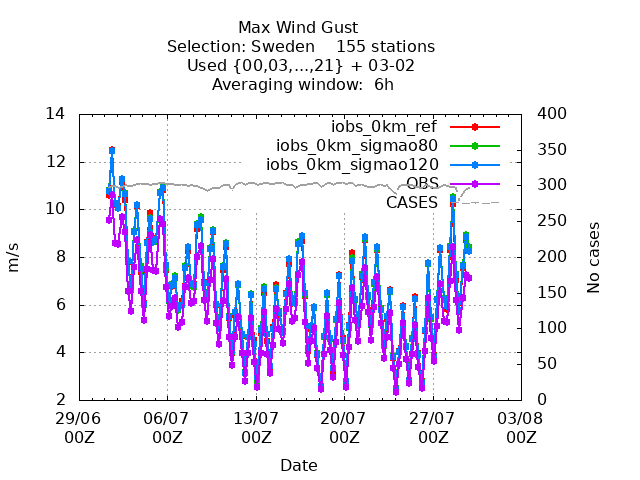 Max Wind Gust
Selection: Sweden 155 stations
Used {00,03,...,21} + 03-02
Averaging window: 6h
14 400
iobs_0km_ref
350
iobs_0km_sigmao80
12
iobs_0km_sigmao120
300
OBS
CASES
10
250
8
200
m/s
No cases
150
6
100
4
50
2 0
29/06 06/07 13/07 20/07 27/07 03/08
00Z 00Z 00Z 00Z 00Z 00Z
Date